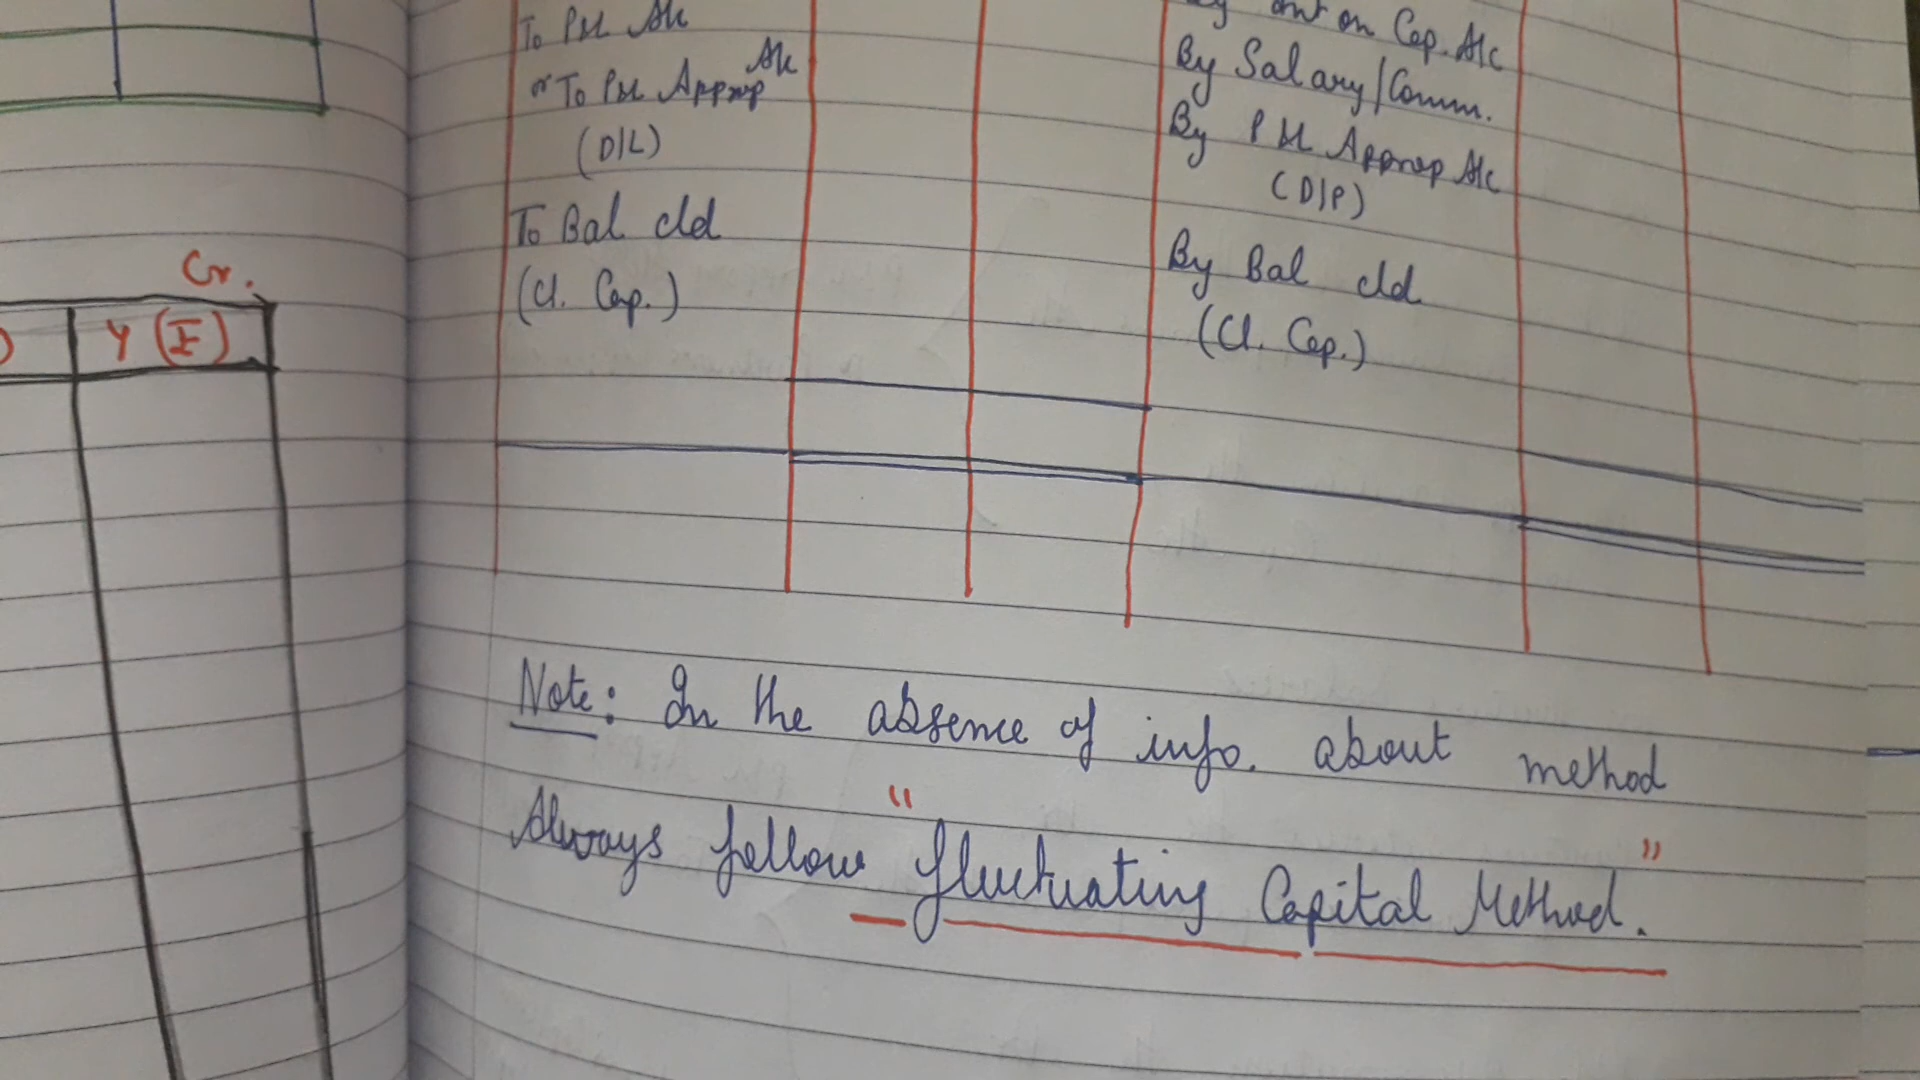 Cr.
Y (₹)
To P&L A/c
or To P&L Approp A/c
(D/L)
To Bal c/d
(Cl. Cap.)
on Cap. A/c
By Salary/Comm.
By P&L Approp A/c
(D/P)
By Bal c/d
(Cl. Cap.)
Note: In the absence of info. about method
Always follow "fluctuating Capital Method."